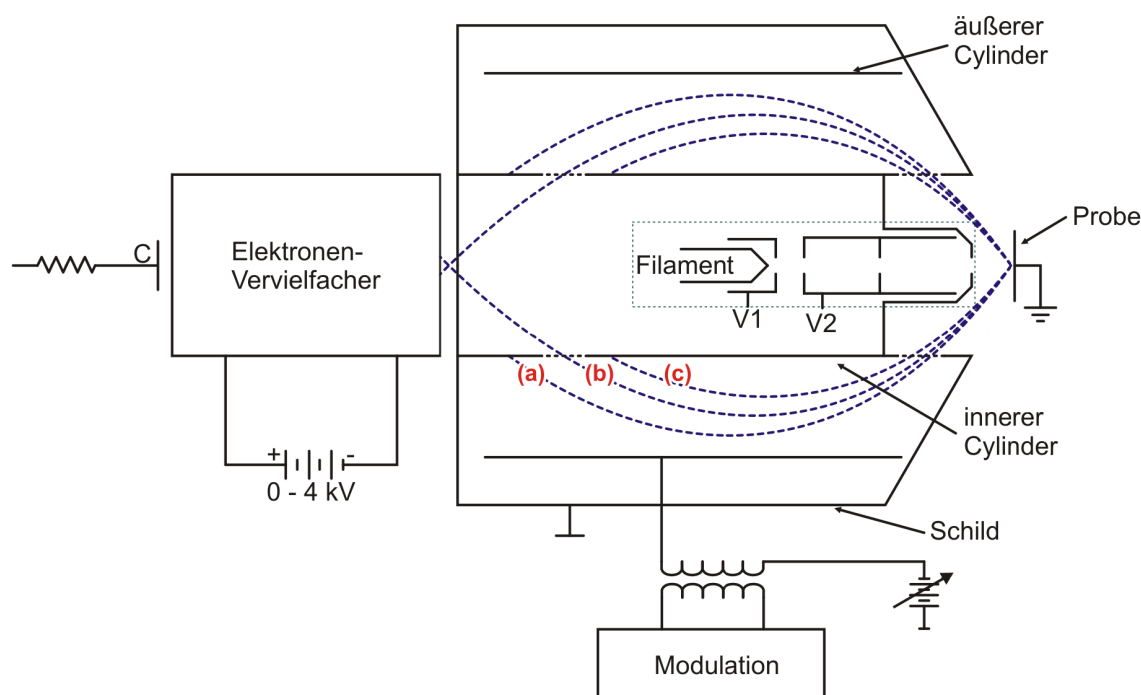 äußerer
Cylinder
Probe
C
Elektronen-
Vervielfacher
Filament
V1
V2
(a)
(b)
(c)
innerer
Cylinder
+
-
0 - 4 kV
Schild
Modulation